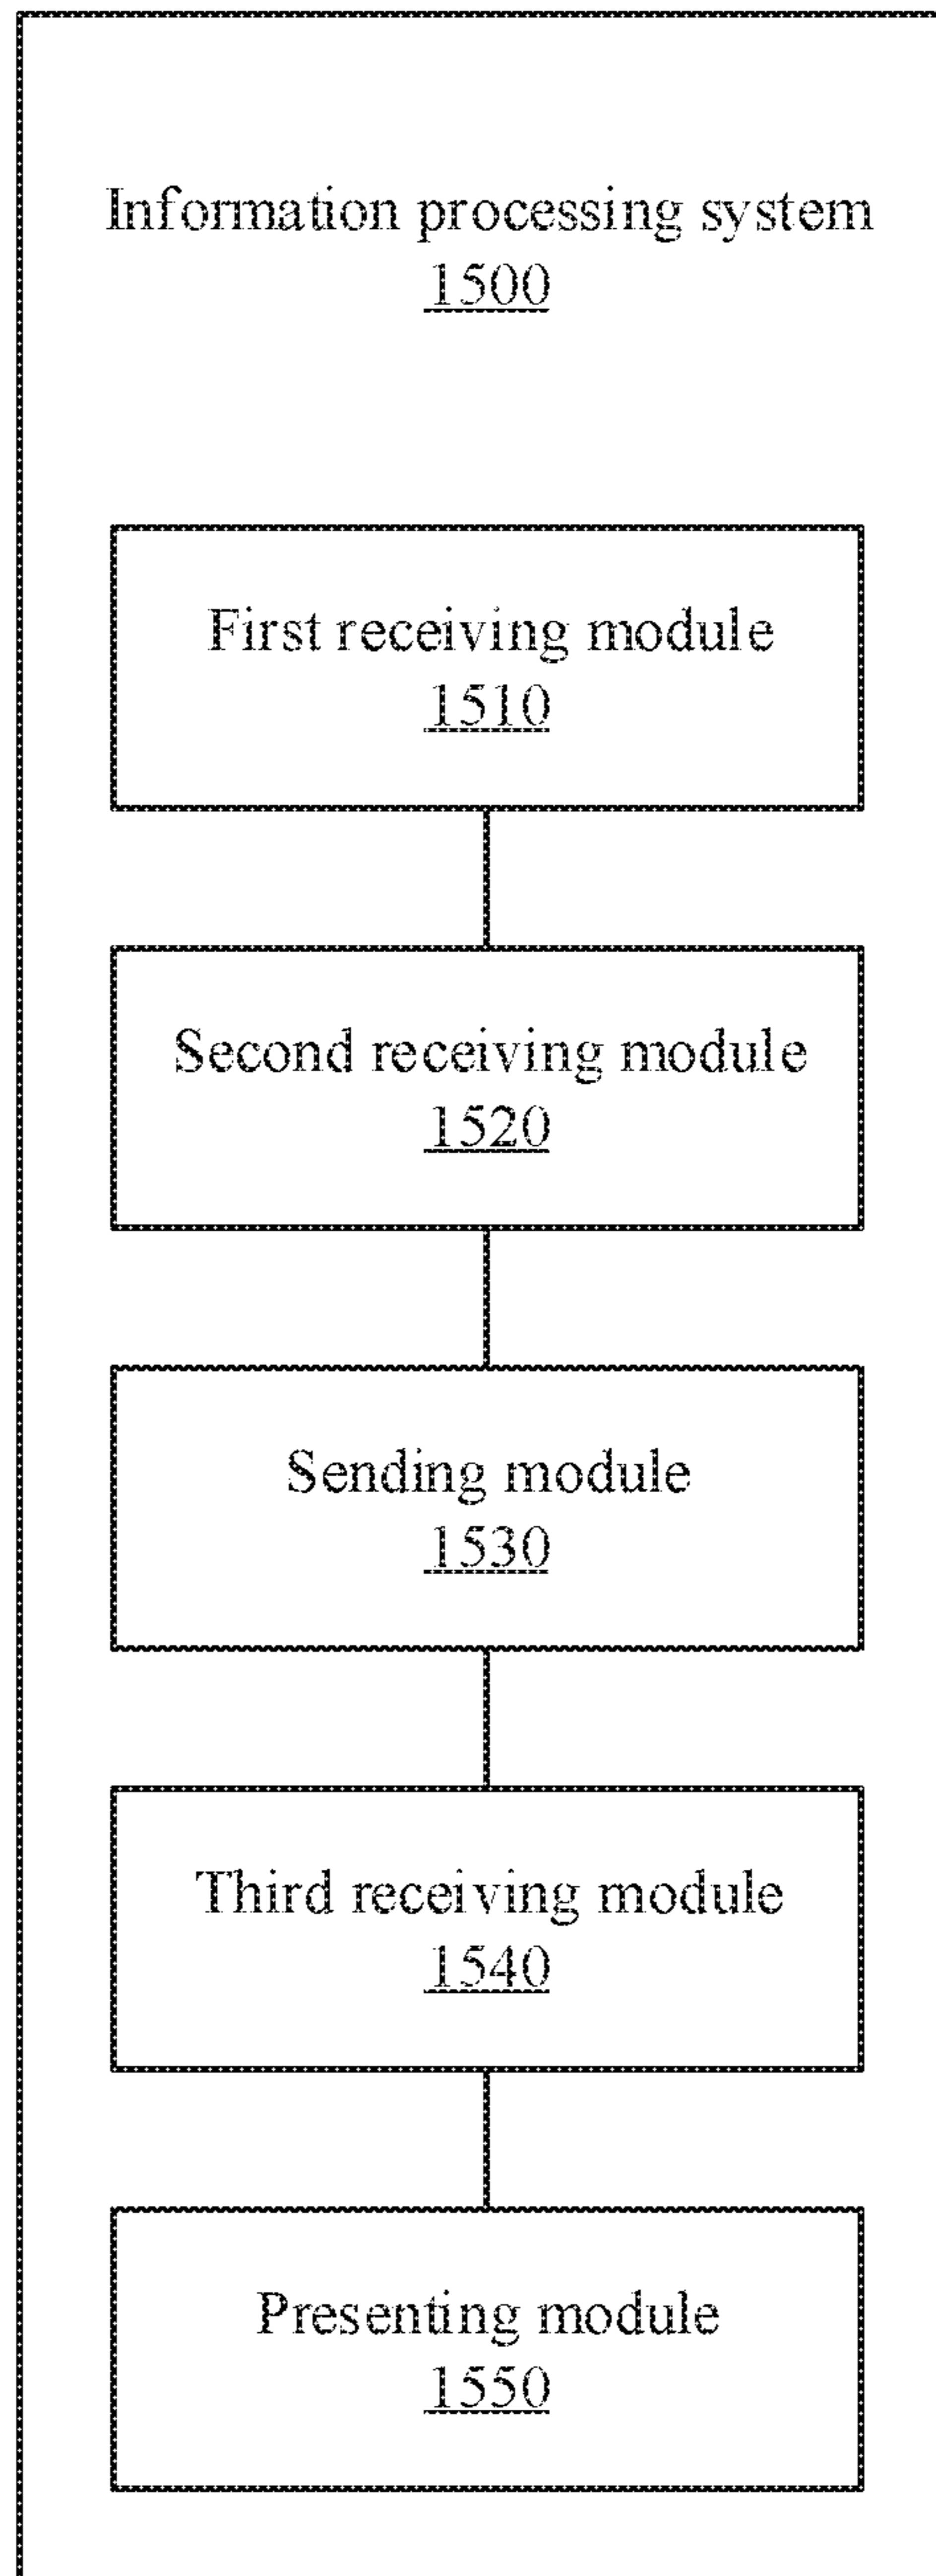 Information processing system
1500
First receiving module
1510
Second receiving module
1520
Sending module
1530
Third receiving module
1540
Presenting module
1550